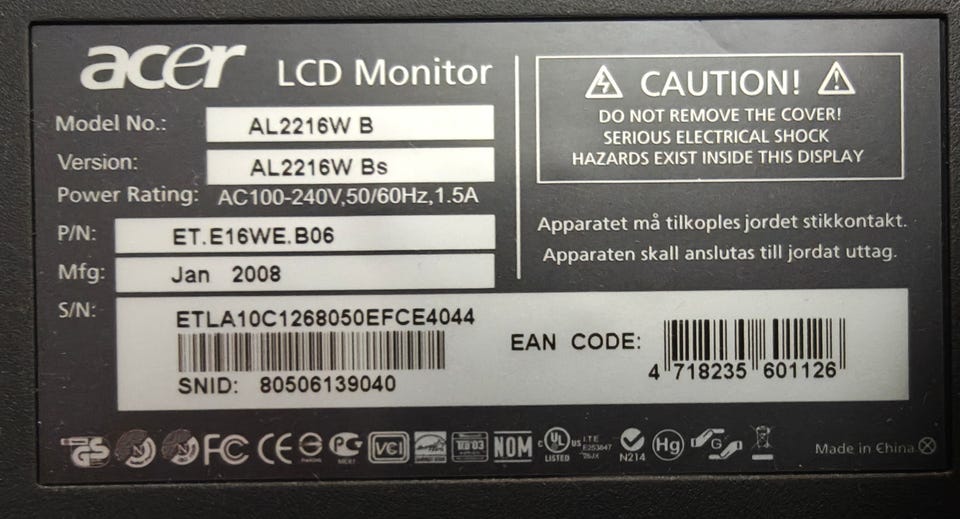 acer LCD Monitor
Model No.: AL2216W B
Version: AL2216W Bs
Power Rating: AC100-240V,50/60Hz,1.5A
P/N: ET.E16WE.B06
Mfg: Jan 2008
CAUTION!
DO NOT REMOVE THE COVER!
SERIOUS ELECTRICAL SHOCK
HAZARDS EXIST INSIDE THIS DISPLAY
Apparatet må tilkoples jordet stikkontakt.
Apparaten skall anslutas till jordat uttag.
S/N: ETLA10C1268050EFCE4044
SNID: 80506139040
EAN CODE:
4 718235 601126
FC CE VCI NOM C UL US LISTED I.T.E N214 Hg G
Made in China